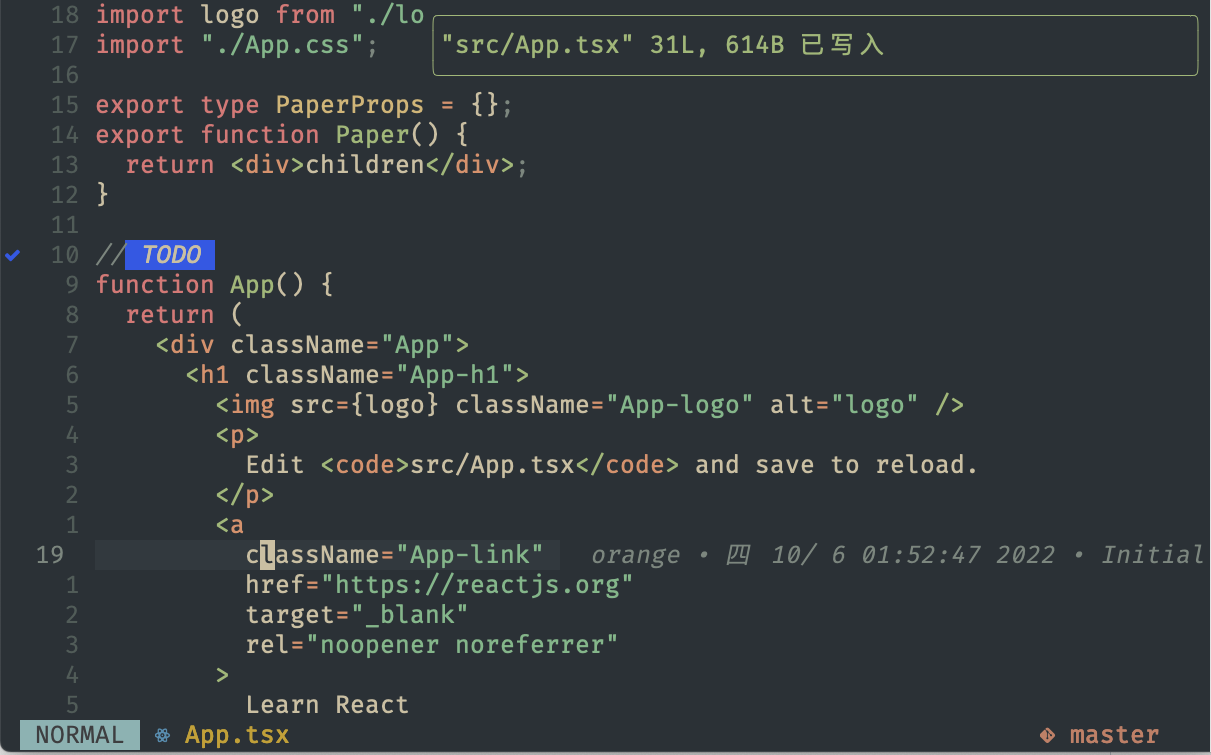 18 import logo from "./lo
17 import "./App.css";
"src/App.tsx" 31L, 614B 已写入
16
15 export type PaperProps = {};
14 export function Paper() {
13   return <div>children</div>;
12 }
11
10 // TODO
9 function App() {
8   return (
7     <div className="App">
6       <h1 className="App-h1">
5         <img src={logo} className="App-logo" alt="logo" />
4         <p>
3           Edit <code>src/App.tsx</code> and save to reload.
2         </p>
1         <a
19           className="App-link" orange • 四 10/ 6 01:52:47 2022 • Initial
1           href="https://reactjs.org"
2           target="_blank"
3           rel="noopener noreferrer"
4         >
5           Learn React
NORMAL App.tsx master